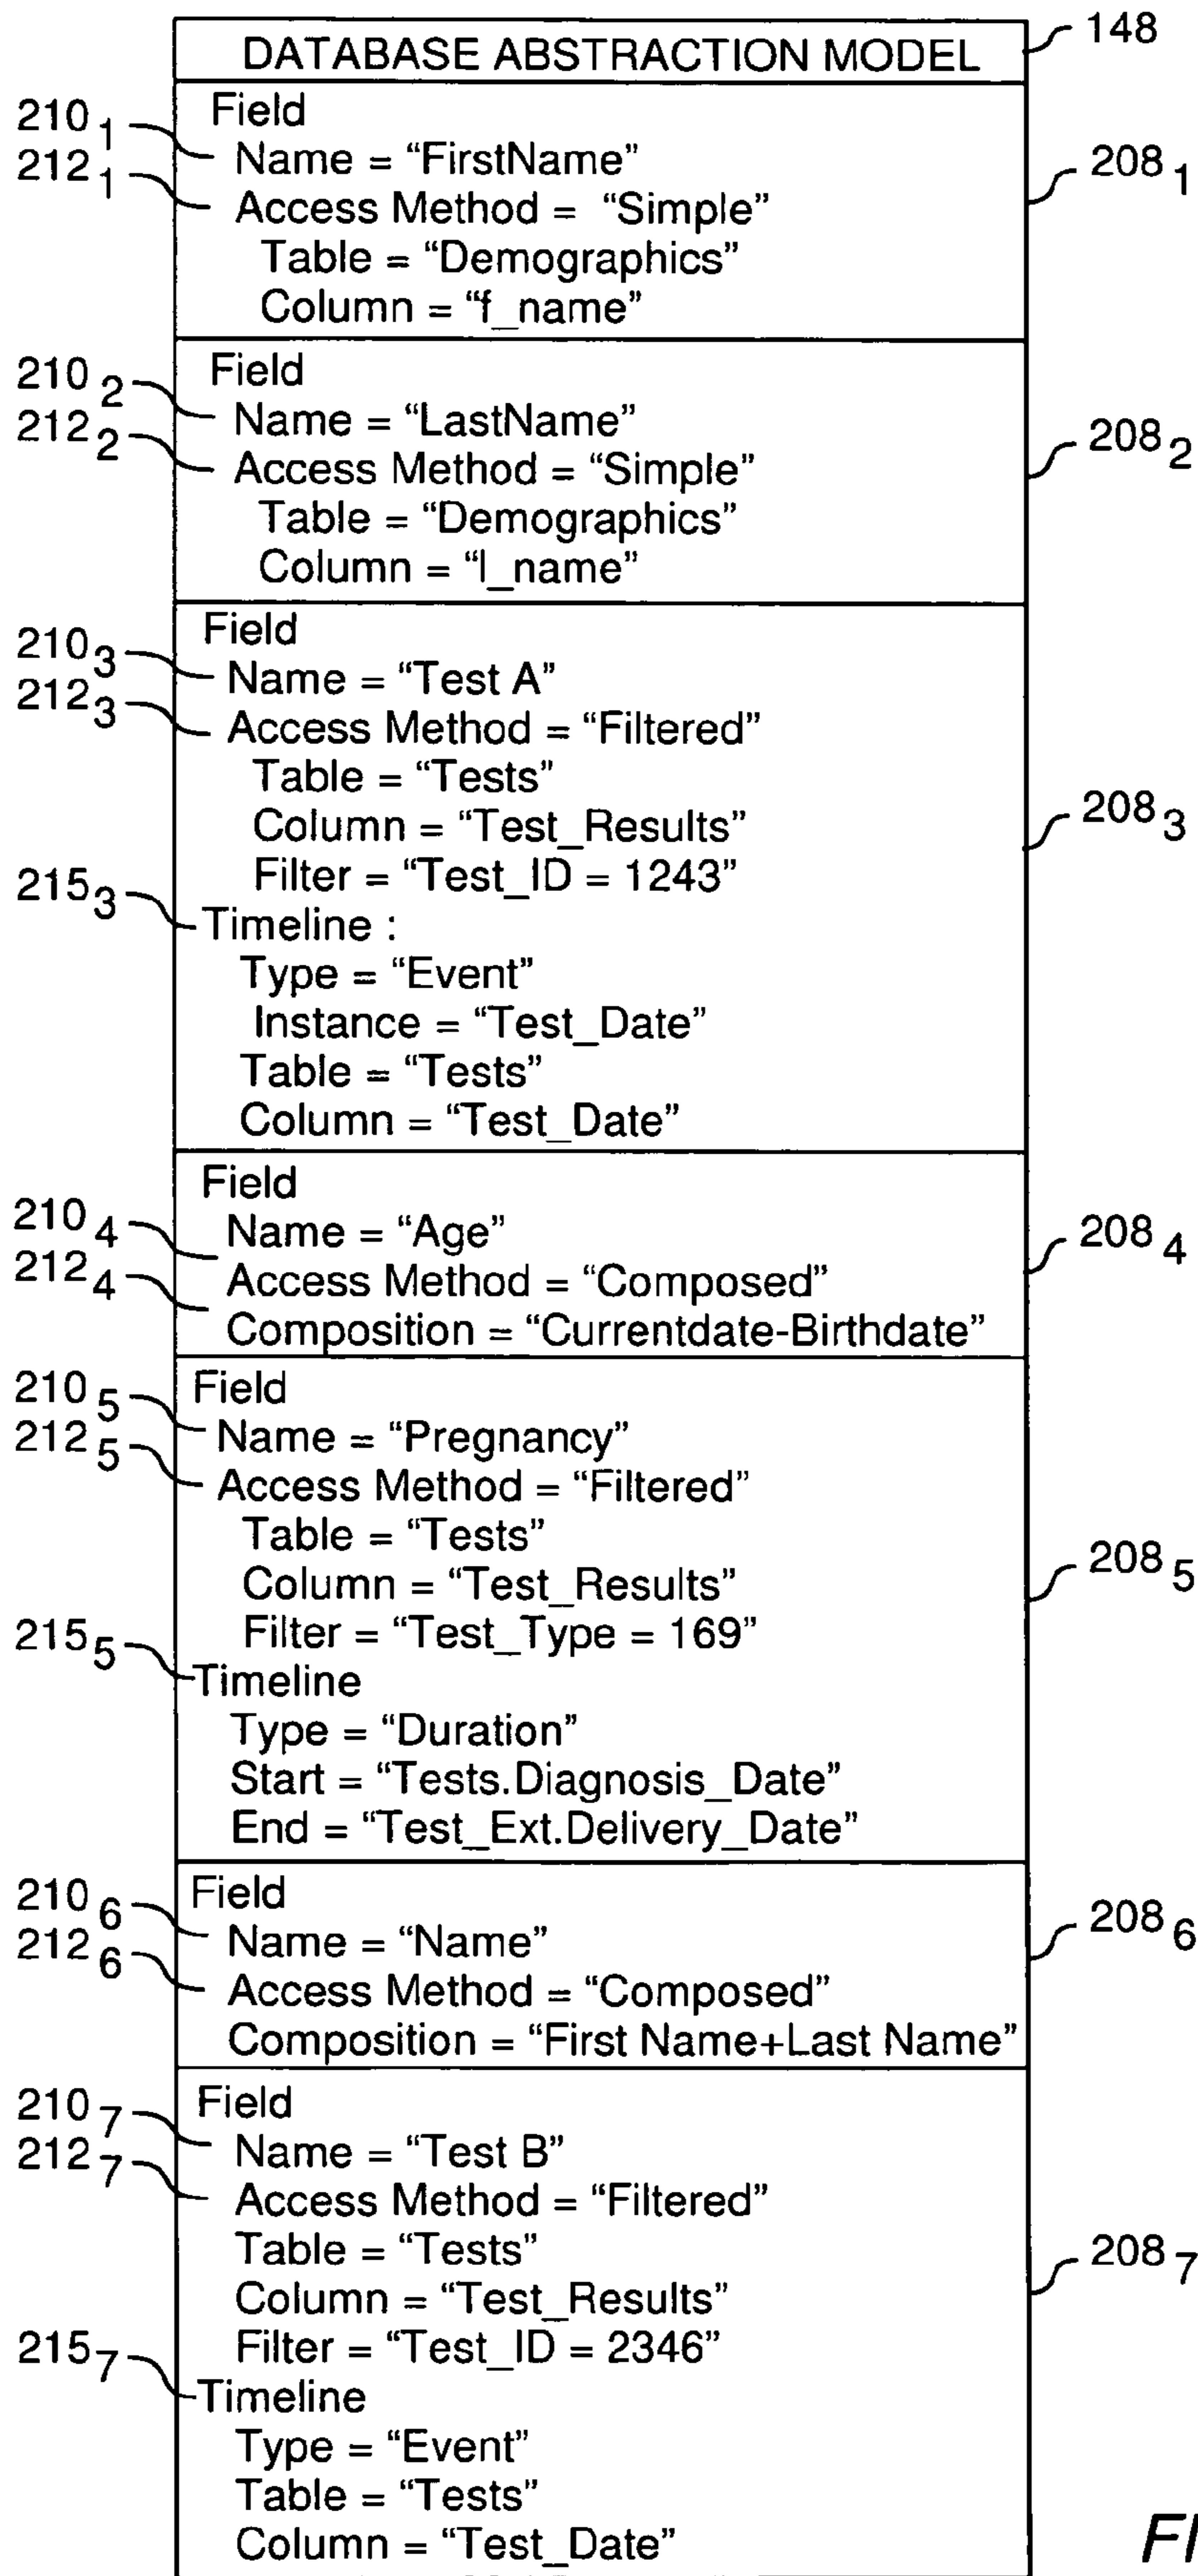 DATABASE ABSTRACTION MODEL 148
Field
210 1 Name = “FirstName” 208 1
212 1 Access Method = “Simple”
Table = “Demographics”
Column = “f_name”
Field
210 2 Name = “LastName” 208 2
212 2 Access Method = “Simple”
Table = “Demographics”
Column = “l_name”
Field
210 3 Name = “Test A”
212 3 Access Method = “Filtered”
Table = “Tests”
Column = “Test_Results” 208 3
Filter = “Test_ID = 1243”
215 3 Timeline :
Type = “Event”
Instance = “Test_Date”
Table = “Tests”
Column = “Test_Date”
Field
210 4 Name = “Age” 208 4
212 4 Access Method = “Composed”
Composition = “Currentdate-Birthdate”
Field
210 5 Name = “Pregnancy”
212 5 Access Method = “Filtered”
Table = “Tests”
Column = “Test_Results” 208 5
Filter = “Test_Type = 169”
215 5 Timeline
Type = “Duration”
Start = “Tests.Diagnosis_Date”
End = “Test_Ext.Delivery_Date”
Field
210 6 Name = “Name” 208 6
212 6 Access Method = “Composed”
Composition = “First Name+Last Name”
Field
210 7 Name = “Test B”
212 7 Access Method = “Filtered”
Table = “Tests” 208 7
Column = “Test_Results”
Filter = “Test_ID = 2346”
215 7 Timeline
Type = “Event”
Table = “Tests”
Column = “Test_Date”